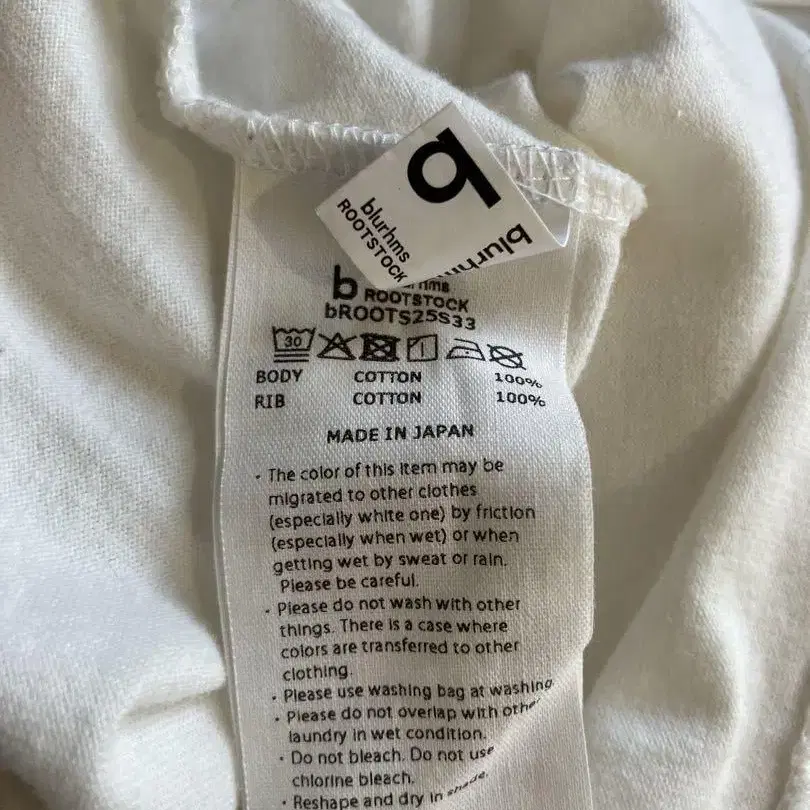 b
blurhms
ROOTSTOCK
blurhm
b
rhms
ROOTSTOCK
bROOTS25S33
30
BODY COTTON 100%
RIB COTTON 100%
MADE IN JAPAN
· The color of this item may be
migrated to other clothes
(especially white one) by friction
(especially when wet) or when
getting wet by sweat or rain.
Please be careful.
· Please do not wash with other
things. There is a case where
colors are transferred to other
clothing.
· Please use washing bag at washing
· Please do not overlap with othe
laundry in wet condition.
· Do not bleach. Do not use
chlorine bleach.
· Reshape and dry in shade.